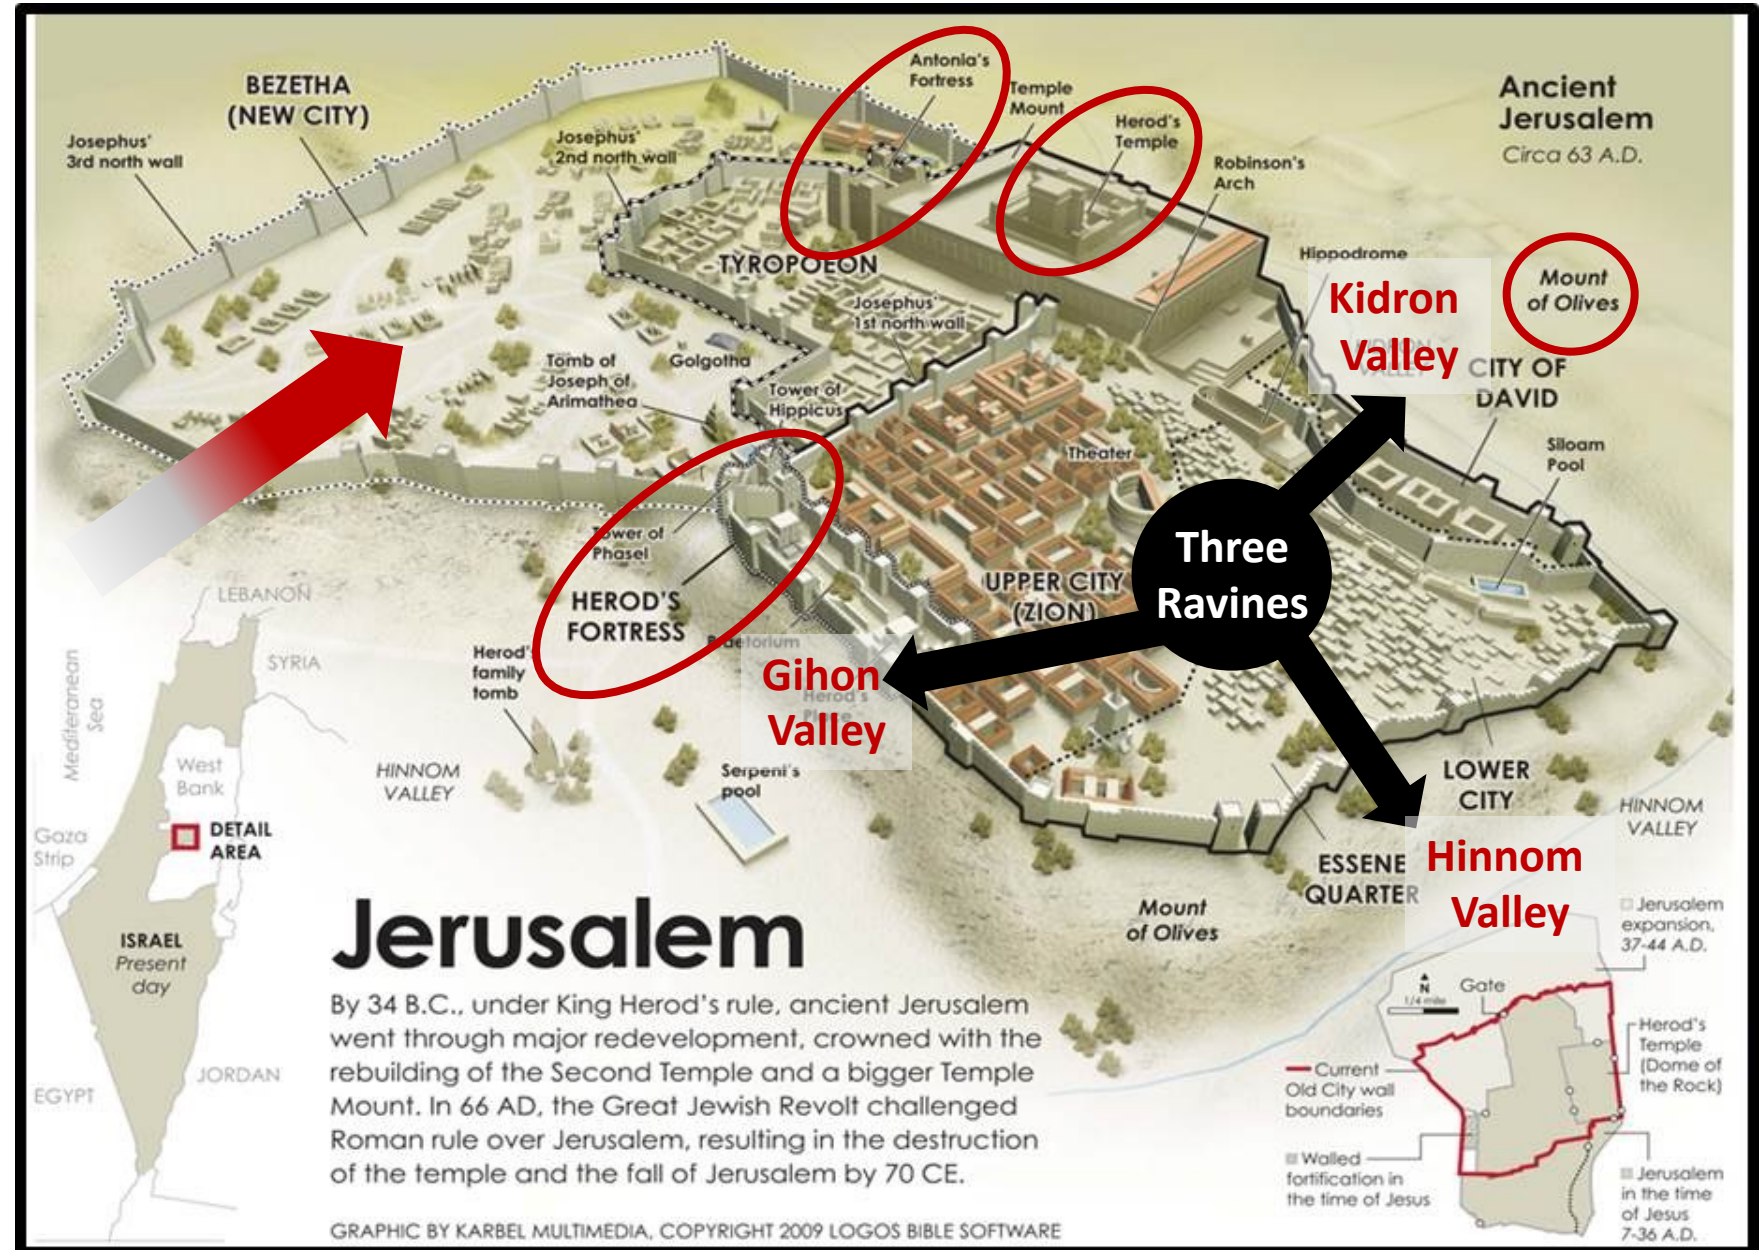 Antonia's
Fortress
Temple
Mount
Ancient
Jerusalem
Circa 63 A.D.
BEZETHA
(NEW CITY)
Herod's
Temple
Josephus'
3rd north wall
Josephus'
2nd north wall
Robinson's
Arch
Hippodrome
TYROPOEON
Mount
of Olives
Kidron
Valley
Josephus'
1st north wall
Tomb of
Joseph of
Arimathea
Golgotha
CITY OF
DAVID
Tower of
Hippicus
Theater
Siloam
Pool
Tower of
Phasel
Three
Ravines
UPPER CITY
(ZION)
HEROD'S
FORTRESS
Herod's
family
tomb
Gihon
Valley
Herod's
HINNOM
VALLEY
Serpent's
pool
LOWER
CITY
HINNOM
VALLEY
ESSENE
QUARTER
Hinnom
Valley
Mount
of Olives
LEBANON
SYRIA
Mediteranean
Sea
West
Bank
Gaza
Strip
DETAIL
AREA
ISRAEL
Present
day
JORDAN
EGYPT
Jerusalem
By 34 B.C., under King Herod's rule, ancient Jerusalem
went through major redevelopment, crowned with the
rebuilding of the Second Temple and a bigger Temple
Mount. In 66 AD, the Great Jewish Revolt challenged
Roman rule over Jerusalem, resulting in the destruction
of the temple and the fall of Jerusalem by 70 CE.
GRAPHIC BY KARBEL MULTIMEDIA, COPYRIGHT 2009 LOGOS BIBLE SOFTWARE
Jerusalem
expansion,
37-44 A.D.
N
1/4 mile
Gate
Herod's
Temple
(Dome of
the Rock)
Current
Old City wall
boundaries
Walled
fortification in
the time of Jesus
Jerusalem
in the time
of Jesus
7-36 A.D.